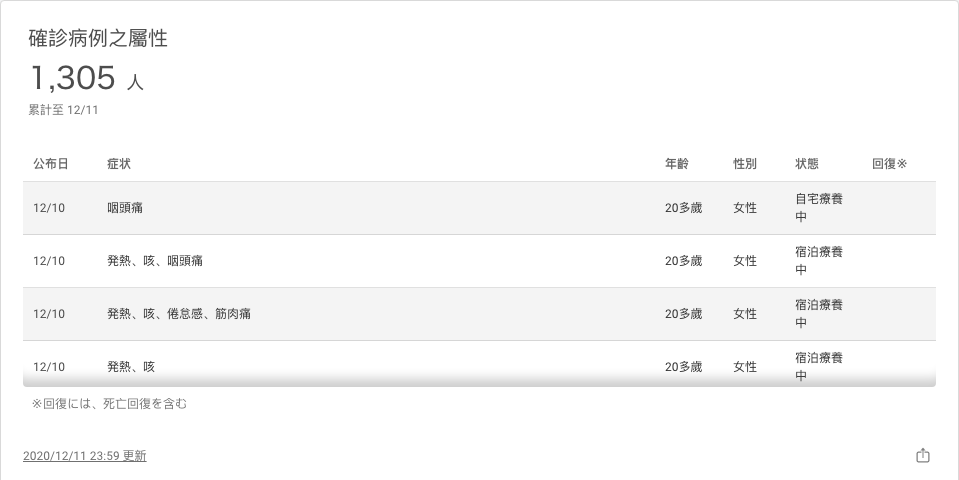 確診病例之屬性
1,305 人
累計至 12/11
公布日 症状 年齢 性別 状態 回復※
12/10 咽頭痛 20多歲 女性 自宅療養
中
12/10 発熱、咳、咽頭痛 20多歲 女性 宿泊療養
中
12/10 発熱、咳、倦怠感、筋肉痛 20多歲 女性 宿泊療養
中
12/10 発熱、咳 20多歲 女性 宿泊療養
中
※回復には、死亡回復を含む
2020/12/11 23:59 更新